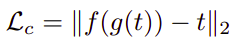 ℒ_c = ‖f(g(t)) − t‖₂